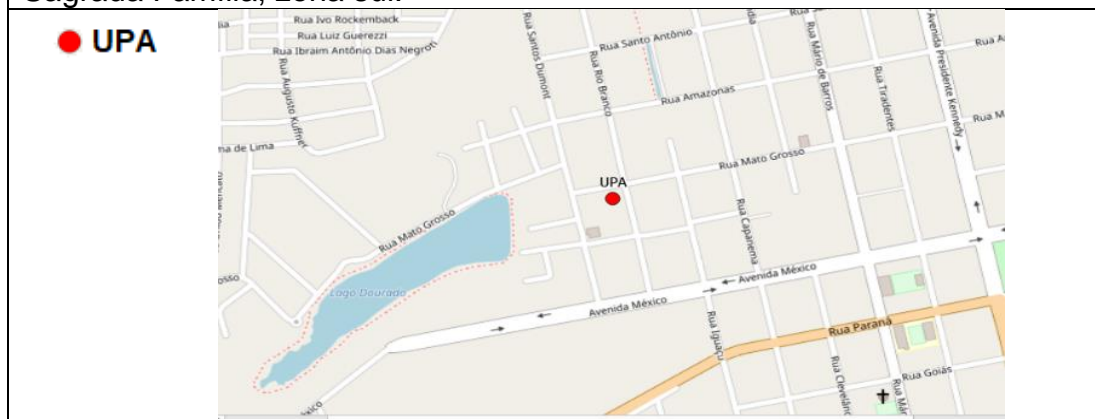 Sagrada Família, zona sul.
UPA
Rua Ivo Rockemback
Rua Luiz Guerezzi
Rua Ibraim Antônio Dias Negroti
Rua Augusto Kuffner
Rua Santos Dumont
Rua Rio Branco
Rua Santo Antônio
Rua Amazonas
Rua Mário de Barros
Rua Tiradentes
Avenida Presidente Kennedy
Rua Mato Grosso
UPA
Rua Capanema
Rua Mato Grosso
Lago Dourado
Avenida México
Avenida México
Rua Iguaçu
Rua Paraná
Rua Goiás